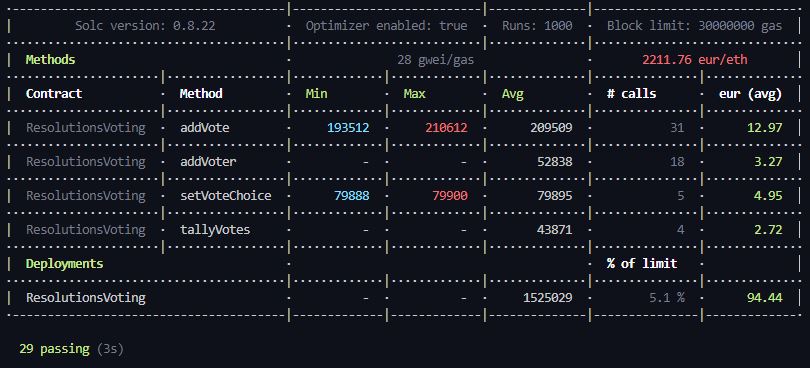 Solc version: 0.8.22 · Optimizer enabled: true · Runs: 1000 · Block limit: 30000000 gas
Methods · 28 gwei/gas · 2211.76 eur/eth
Contract · Method · Min · Max · Avg · # calls · eur (avg)
ResolutionsVoting · addVote · 193512 · 210612 · 209509 · 31 · 12.97
ResolutionsVoting · addVoter · - · - · 52838 · 18 · 3.27
ResolutionsVoting · setVoteChoice · 79888 · 79900 · 79895 · 5 · 4.95
ResolutionsVoting · tallyVotes · - · - · 43871 · 4 · 2.72
Deployments · % of limit ·
ResolutionsVoting · - · - · 1525029 · 5.1 % · 94.44
29 passing (3s)